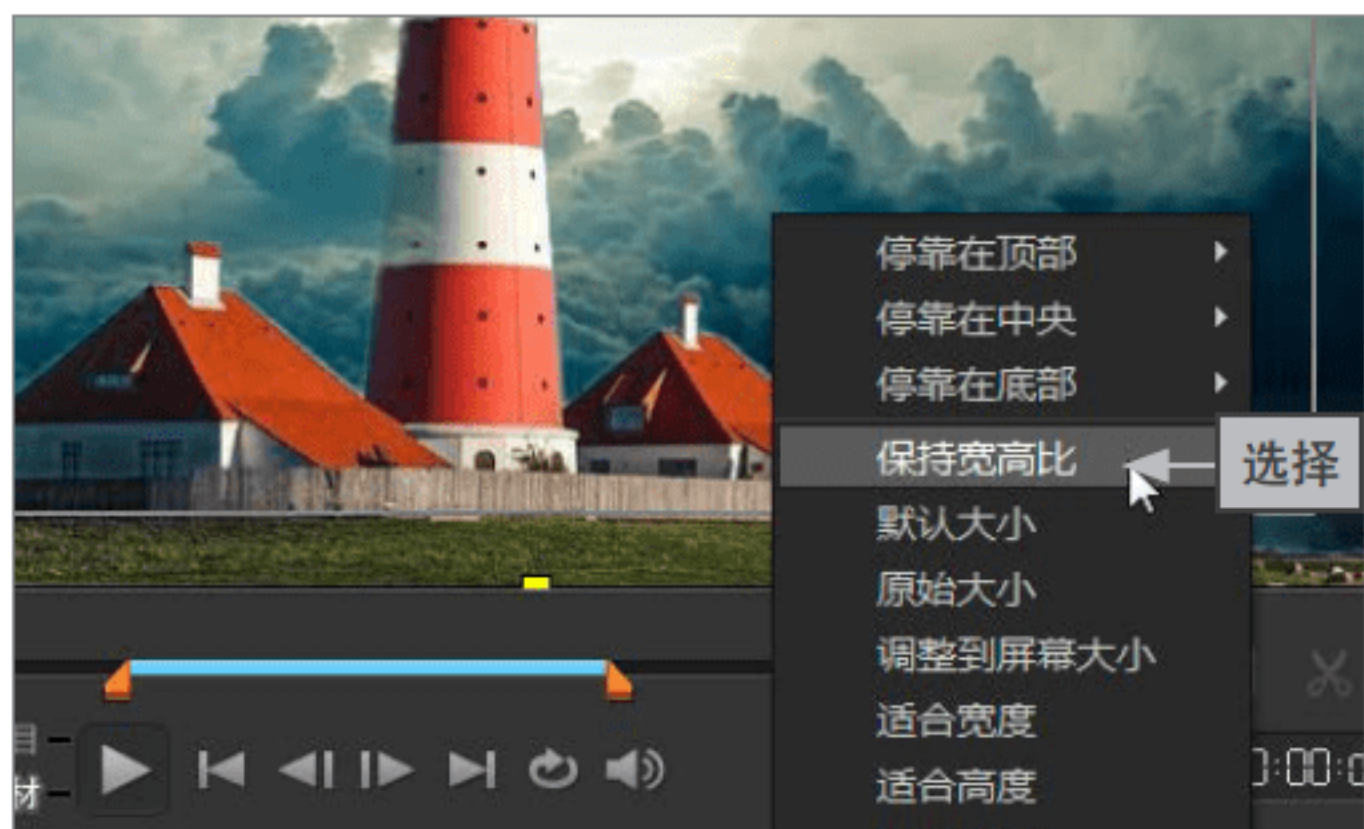 停靠在顶部
停靠在中央
停靠在底部
保持宽高比
选择
默认大小
原始大小
调整到屏幕大小
适合宽度
适合高度
材
:00: